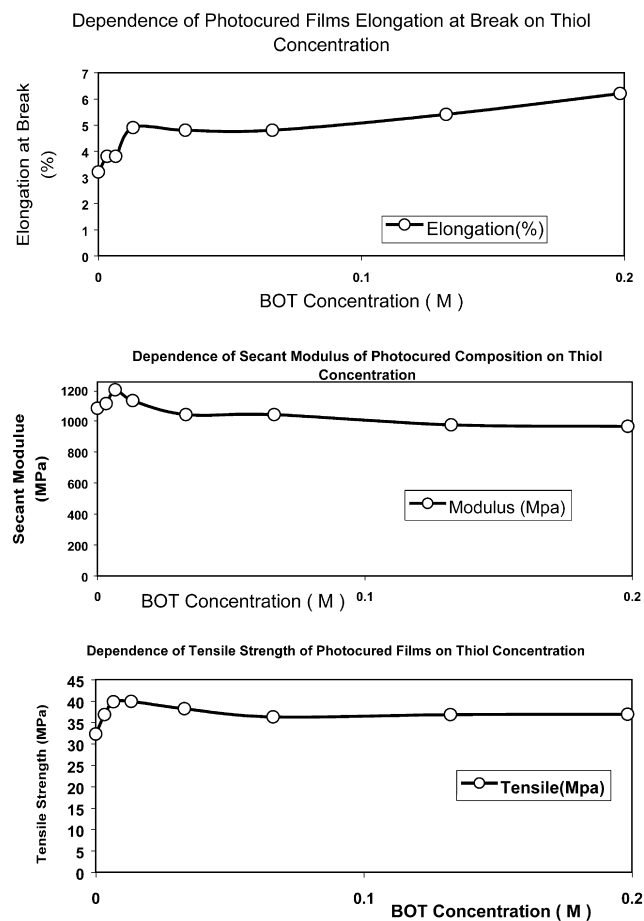 Dependence of Photocured Films Elongation at Break on Thiol
Concentration
Elongation at Break
(%)
7
6
5
4
3
2
1
0
Elongation(%)
0
0.1
0.2
BOT Concentration ( M )
Dependence of Secant Modulus of Photocured Composition on Thiol
Concentration
Secant Modulue
(MPa)
1200
1000
800
600
400
200
0
Modulus (Mpa)
0
0.1
0.2
BOT Concentration ( M )
Dependence of Tensile Strength of Photocured Films on Thiol Concentration
Tensile Strength (MPa)
45
40
35
30
25
20
15
10
5
0
Tensile(Mpa)
0
0.1
0.2
BOT Concentration ( M )